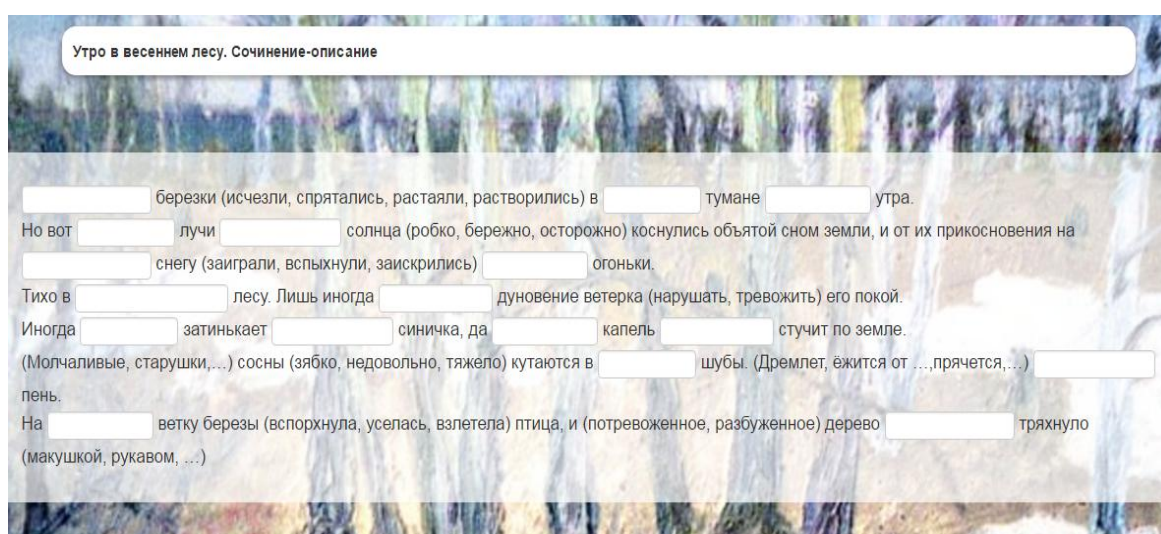 Утро в весеннем лесу. Сочинение-описание
березки (исчезли, спрятались, растаяли, растворились) в тумане утра.
Но вот лучи солнца (робко, бережно, осторожно) коснулись объятой сном земли, и от их прикосновения на
снегу (заиграли, вспыхнули, заискрились) огоньки.
Тихо в лесу. Лишь иногда дуновение ветерка (нарушать, тревожить) его покой.
Иногда затинькает синичка, да капель стучит по земле.
(Молчаливые, старушки,...) сосны (зябко, недовольно, тяжело) кутаются в шубы. (Дремлет, ёжится от ...,прячется,...)
пень.
На ветку березы (вспорхнула, уселась, взлетела) птица, и (потревоженное, разбуженное) дерево тряхнуло
(макушкой, рукавом, ...)